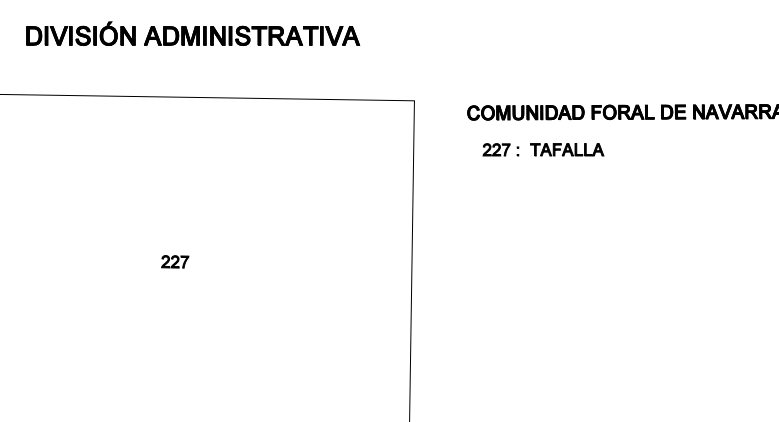 DIVISIÓN ADMINISTRATIVA
COMUNIDAD FORAL DE NAVARRA
227 : TAFALLA
227